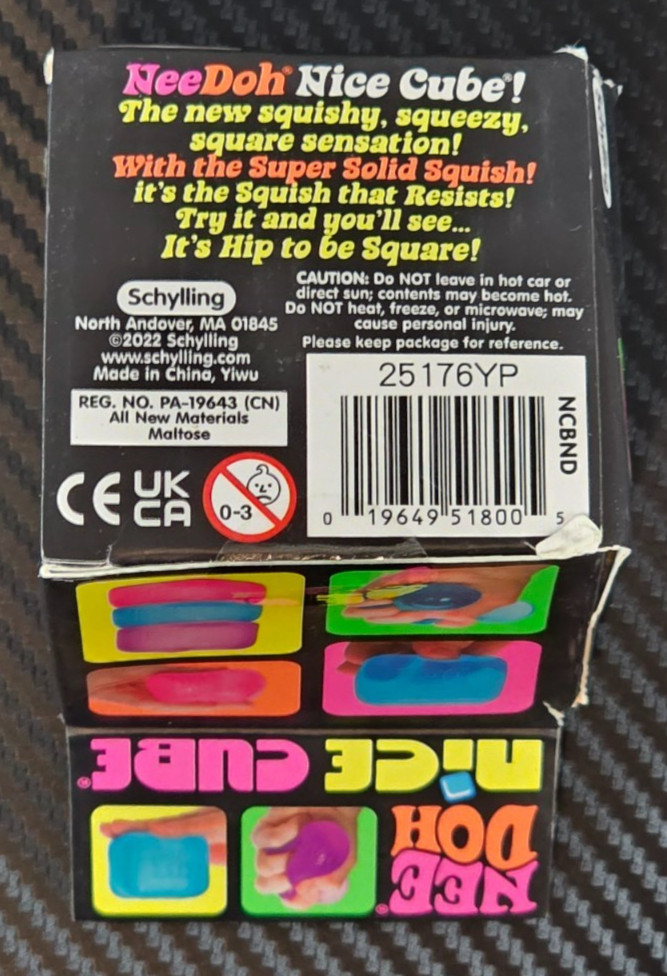 NeeDoh® Nice Cube®!
The new squishy, squeezy,
square sensation!
With the Super Solid Squish!
it's the Squish that Resists!
Try it and you'll see...
It's Hip to be Square!
Schylling
North Andover, MA 01845
©2022 Schylling
www.schylling.com
Made in China, Yiwu
REG. NO. PA-19643 (CN)
All New Materials
Maltose
CAUTION: Do NOT leave in hot car or
direct sun; contents may become hot.
Do NOT heat, freeze, or microwave; may
cause personal injury.
Please keep package for reference.
25176YP
NCBND
0 19649 51800 5
CE
UK
CA
0-3
NEE
DOH
NICE CUBE®